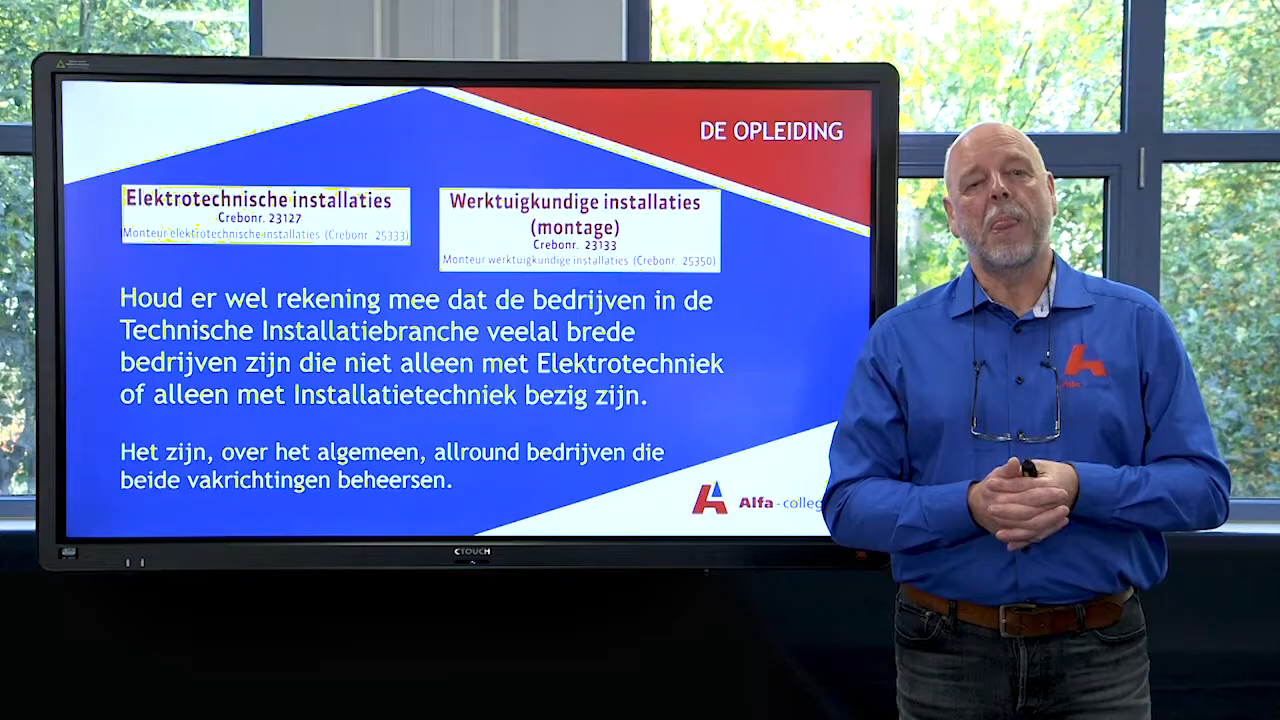 DE OPLEIDING
Elektrotechnische installaties
Crebonr. 23127
Monteur elektrotechnische installaties (Crebonr. 25333)
Werktuigkundige installaties
(montage)
Crebonr. 23133
Monteur werktuigkundige installaties (Crebonr. 25350)
Houd er wel rekening mee dat de bedrijven in de
Technische Installatiebranche veelal brede
bedrijven zijn die niet alleen met Elektrotechniek
of alleen met Installatietechniek bezig zijn.
Het zijn, over het algemeen, allround bedrijven die
beide vakrichtingen beheersen.
Alfa-colleg
CTOUCH